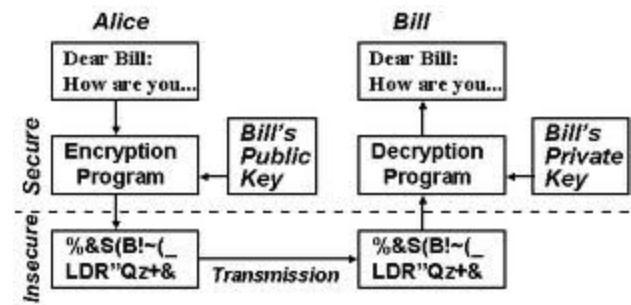 Alice
Bill
Dear Bill:
How are you...
Dear Bill:
How are you...
Secure
Encryption
Program
Bill's
Public
Key
Decryption
Program
Bill's
Private
Key
Insecure
%&S(B!~(_
LDR"Qz+&
Transmission
%&S(B!~(_
LDR"Qz+&